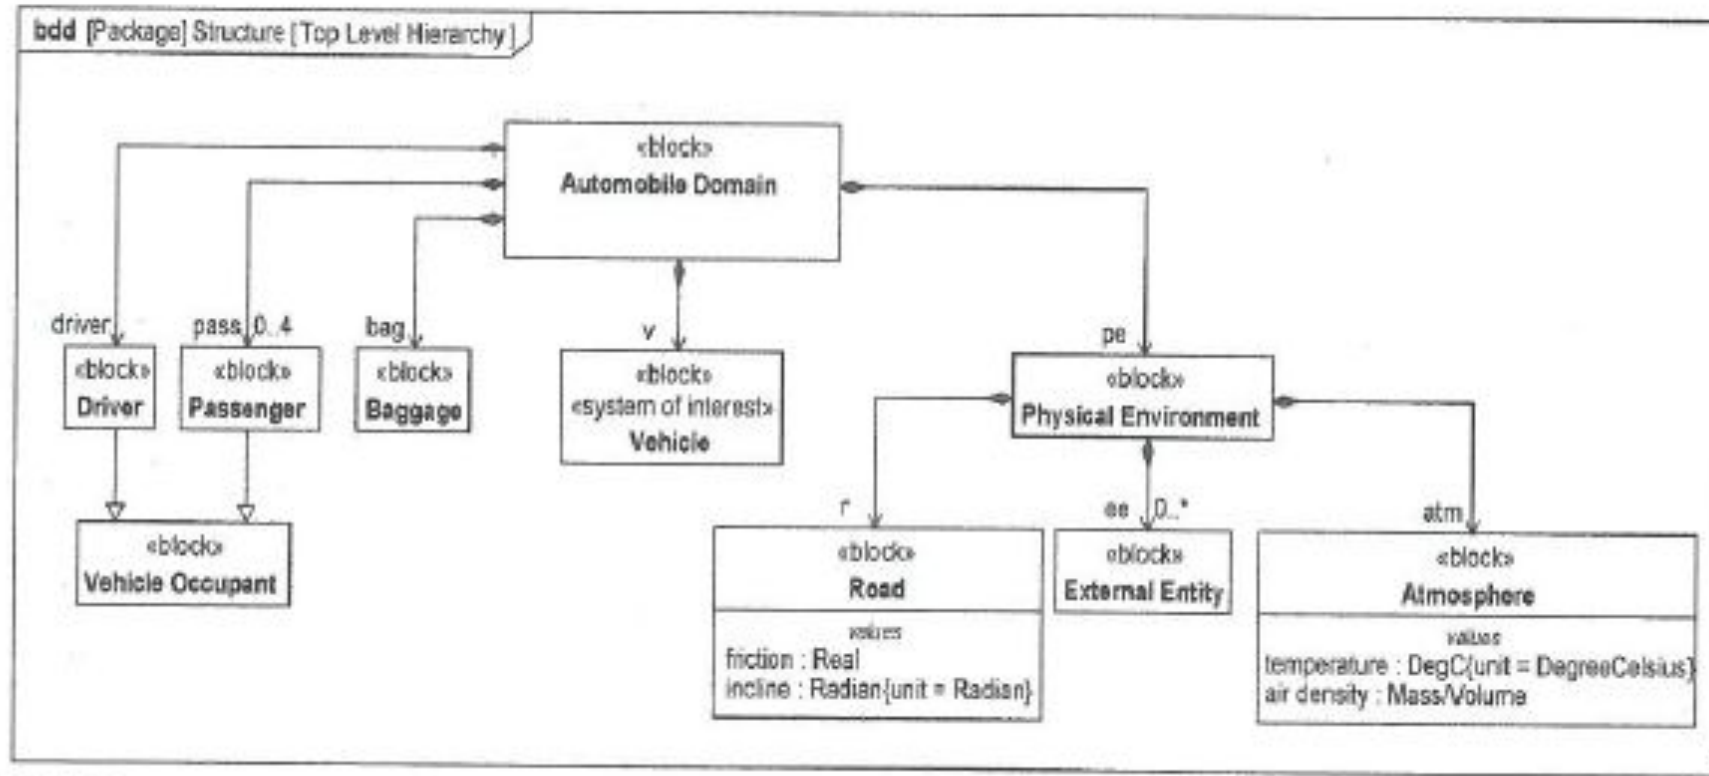 bdd [Package] Structure [Top Level Hierarchy]
«block»
Automobile Domain
driver
pass 0..4
bag
v
pe
«block»
Driver
«block»
Passenger
«block»
Baggage
«block»
«system of interest»
Vehicle
«block»
Physical Environment
«block»
Vehicle Occupant
r
ee 0..*
atm
«block»
Road
values
friction : Real
incline : Radian{unit = Radian}
«block»
External Entity
«block»
Atmosphere
values
temperature : DegC{unit = DegreeCelsius}
air density : Mass/Volume